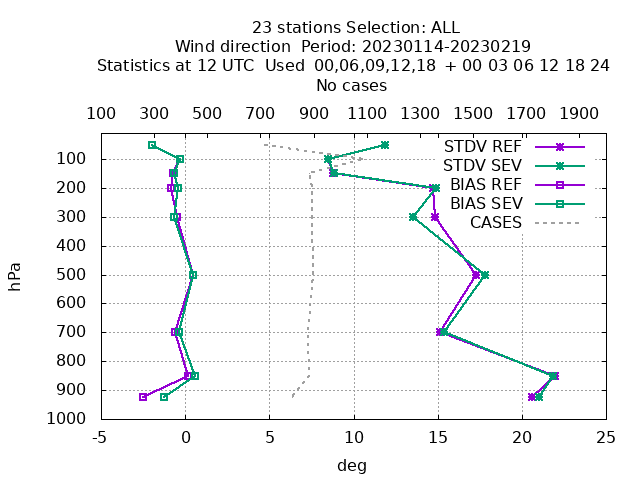 23 stations Selection: ALL
Wind direction  Period: 20230114-20230219
Statistics at 12 UTC  Used  00,06,09,12,18  + 00 03 06 12 18 24
No cases
100 300 500 700 900 1100 1300 1500 1700 1900
STDV REF
STDV SEV
BIAS REF
BIAS SEV
CASES
100
200
300
400
500
600
700
800
900
1000
hPa
-5 0 5 10 15 20 25
deg